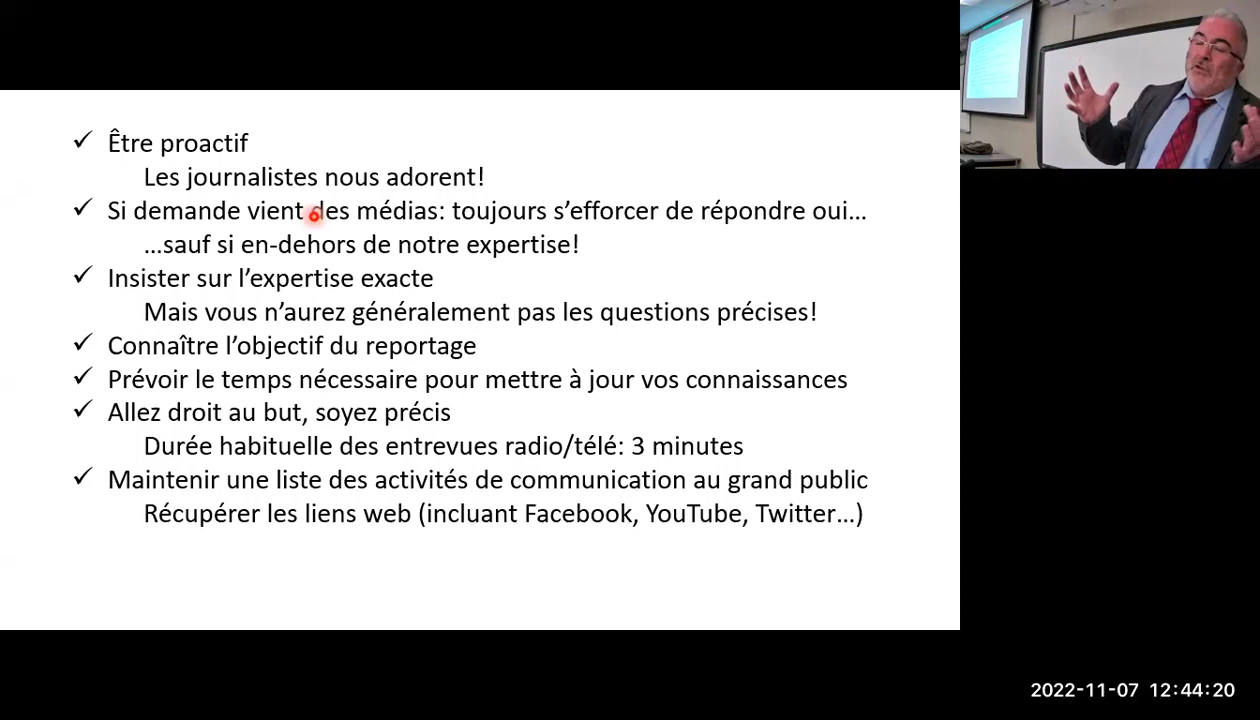 ✓ Être proactif
Les journalistes nous adorent!
✓ Si demande vient des médias: toujours s’efforcer de répondre oui…
…sauf si en-dehors de notre expertise!
✓ Insister sur l’expertise exacte
Mais vous n’aurez généralement pas les questions précises!
✓ Connaître l’objectif du reportage
✓ Prévoir le temps nécessaire pour mettre à jour vos connaissances
✓ Allez droit au but, soyez précis
Durée habituelle des entrevues radio/télé: 3 minutes
✓ Maintenir une liste des activités de communication au grand public
Récupérer les liens web (incluant Facebook, YouTube, Twitter…)
2022-11-07 12:44:20